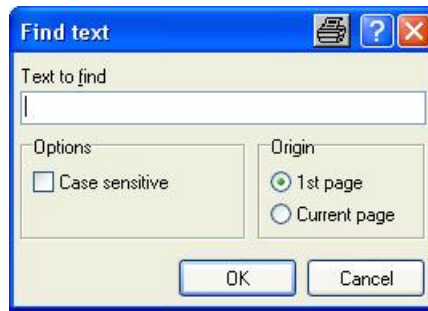 Find text
Text to find
Options
Case sensitive
Origin
1st page
Current page
OK
Cancel